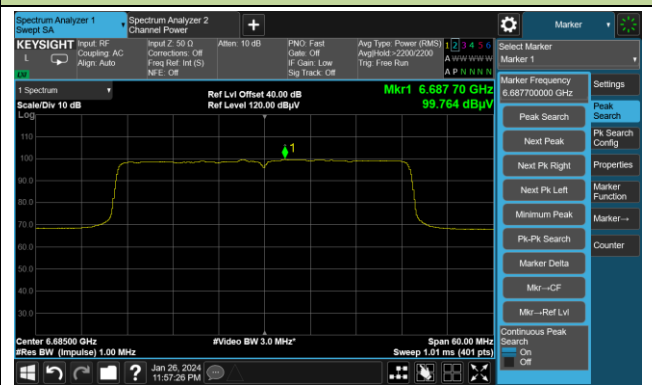 Spectrum Analyzer 1
Swept SA
Spectrum Analyzer 2
Channel Power
Marker
KEYSIGHT
L
LNI
Input: RF
Coupling: AC
Align: Auto
Input Z: 50 Ω
Corrections: Off
Freq Ref: Int (S)
NFE: Off
Atten: 10 dB
PNO: Fast
Gate: Off
IF Gain: Low
Sig Track: Off
Avg Type: Power (RMS)
Avg|Hold:>2200/2200
Trig: Free Run
1 2 3 4 5 6
A W W W W W
A P N N N N
Select Marker
Marker 1
1 Spectrum
Scale/Div 10 dB
Log
Ref Lvl Offset 40.00 dB
Ref Level 120.00 dBµV
Mkr1 6.687 70 GHz
99.764 dBµV
110
100
90.0
80.0
70.0
60.0
50.0
40.0
30.0
1
Center 6.68500 GHz
#Res BW (Impulse) 1.00 MHz
#Video BW 3.0 MHz*
Span 60.00 MHz
Sweep 1.01 ms (401 pts)
Marker Frequency
6.687700000 GHz
Peak Search
Next Peak
Next Pk Right
Next Pk Left
Minimum Peak
Pk-Pk Search
Marker Delta
Mkr→CF
Mkr→Ref Lvl
Continuous Peak
Search
On
Off
Settings
Peak
Search
Pk Search
Config
Properties
Marker
Function
Marker→
Counter
Jan 26, 2024
11:57:26 PM